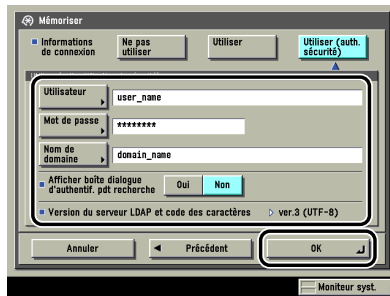 Mémoriser
Informations de connexion
Ne pas utiliser
Utiliser
Utiliser (auth. sécurité)
Utilisateur
user_name
Mot de passe
********
Nom de domaine
domain_name
Afficher boîte dialogue d'authentif. pdt recherche
Oui
Non
Version du serveur LDAP et code des caractères
ver.3 (UTF-8)
Annuler
Précédent
OK
Moniteur syst.